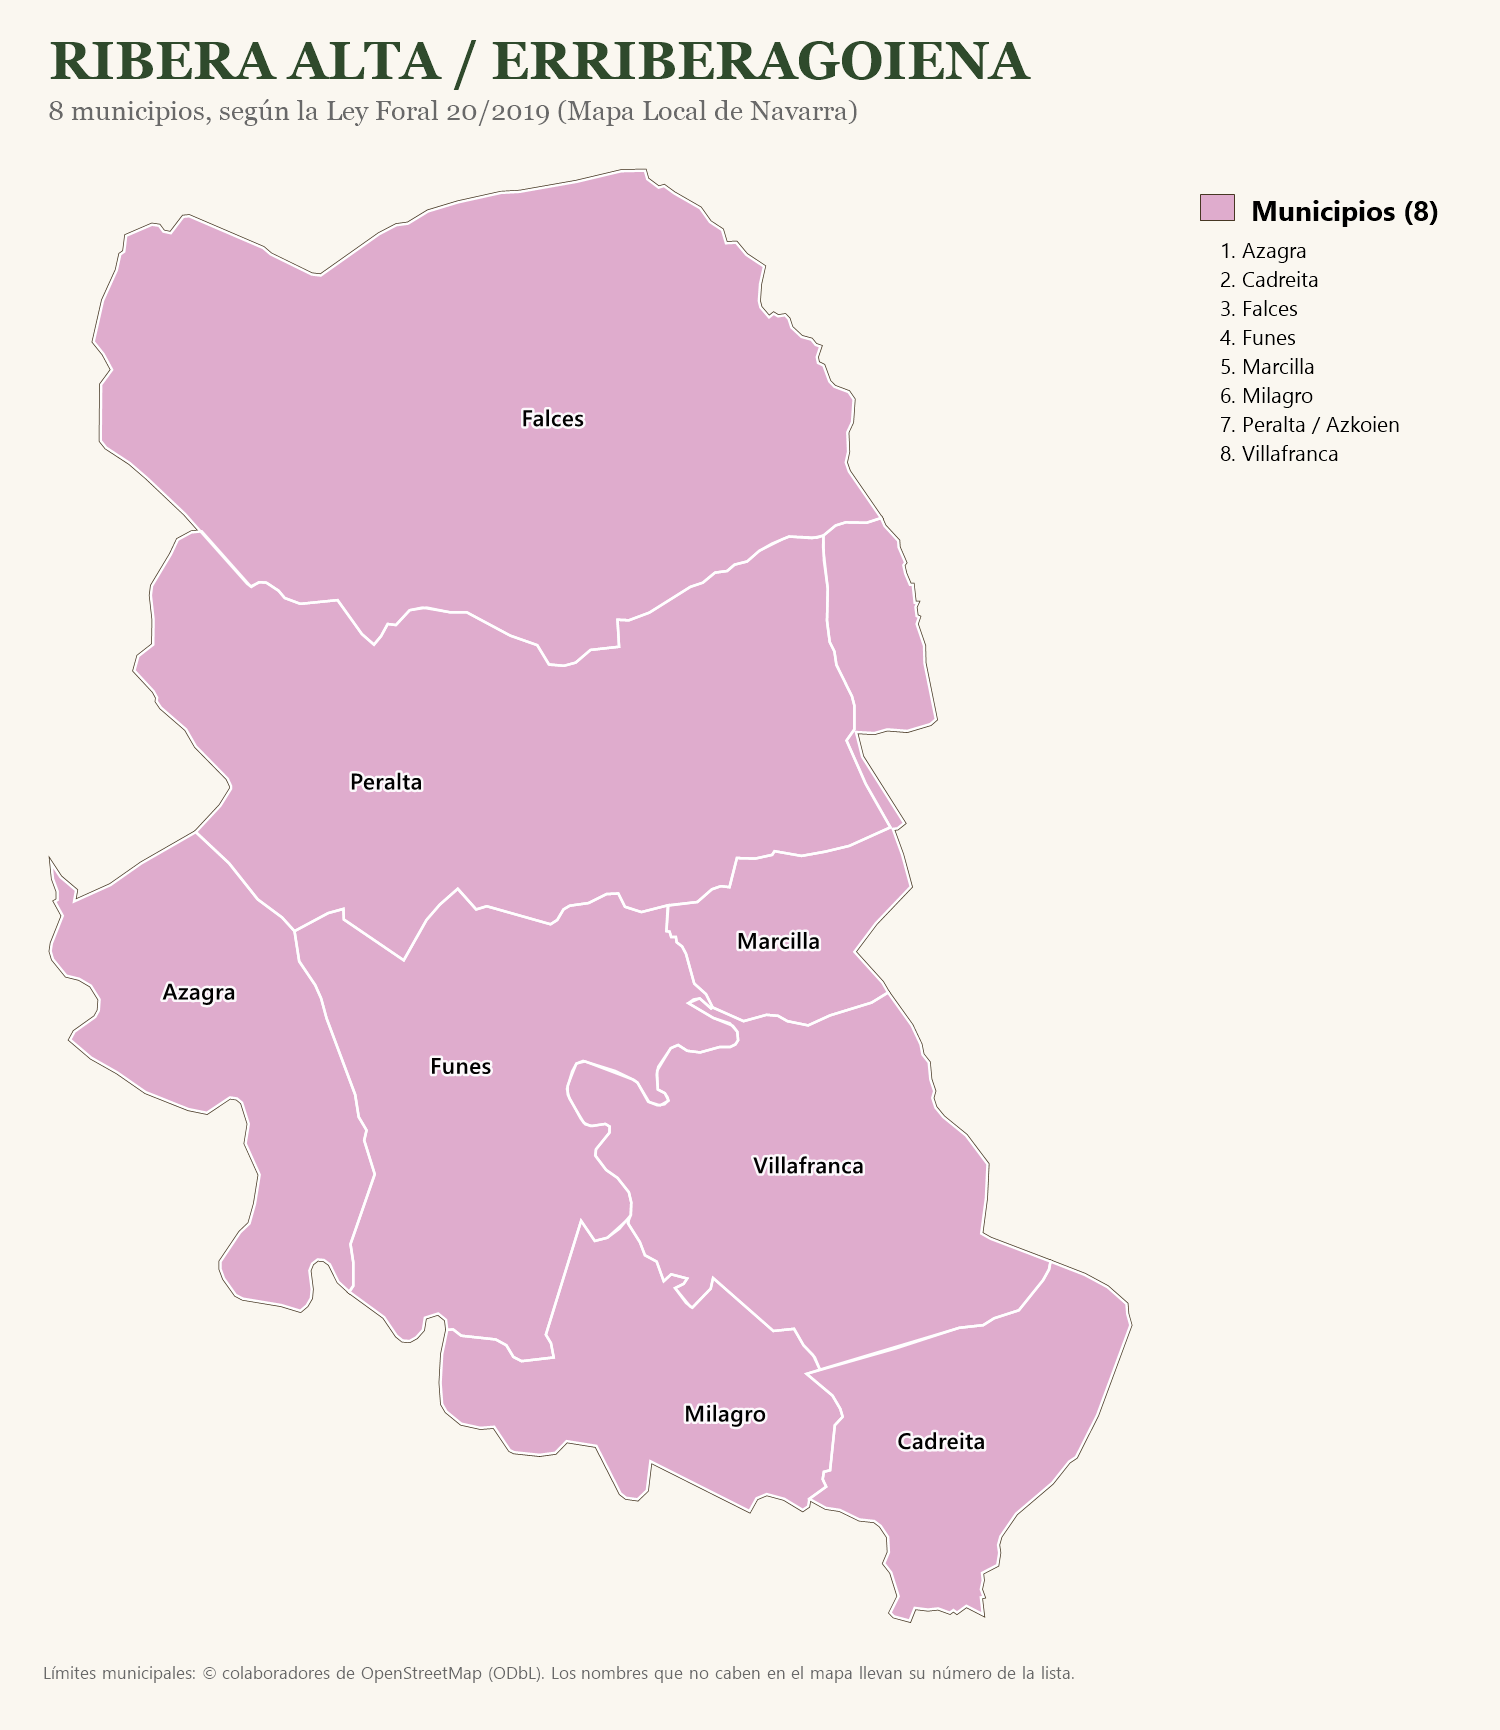 RIBERA ALTA / ERRIBERAGOIENA
8 municipios, según la Ley Foral 20/2019 (Mapa Local de Navarra)
Municipios (8)
1. Azagra
2. Cadreita
3. Falces
4. Funes
5. Marcilla
6. Milagro
7. Peralta / Azkoien
8. Villafranca
Falces
Peralta
Marcilla
Azagra
Funes
Villafranca
Milagro
Cadreita
Límites municipales: © colaboradores de OpenStreetMap (ODbL). Los nombres que no caben en el mapa llevan su número de la lista.